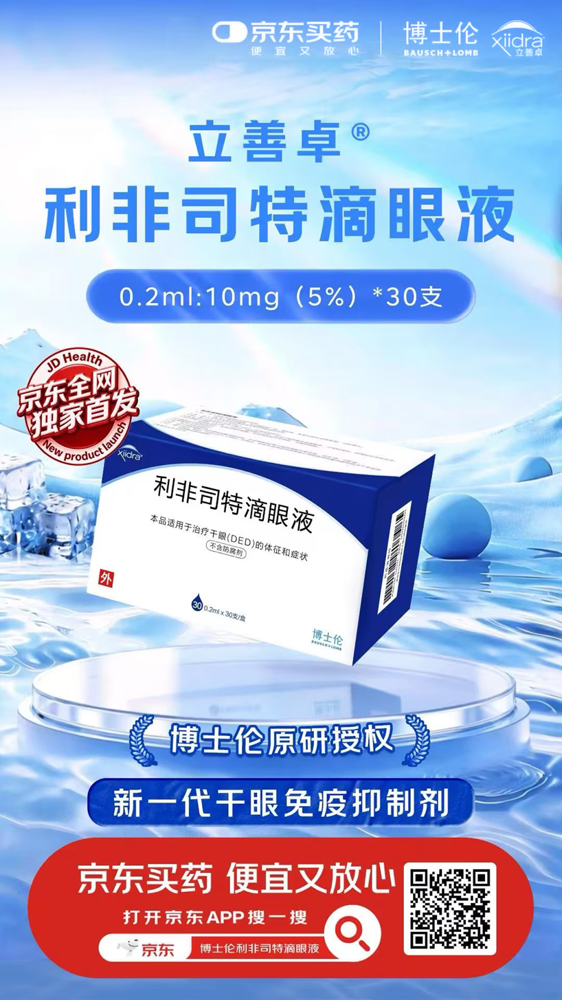 京东买药
便宜又放心
博士伦
BAUSCH+LOMB
xiidra®
立善卓
立善卓®
利非司特滴眼液
0.2ml:10mg（5%）*30支
JD Health
京东全网
独家首发
New product launch
xiidra®
利非司特滴眼液
本品适用于治疗干眼(DED)的体征和症状
不含防腐剂
外
30 0.2ml x 30支/盒
博士伦
BAUSCH+LOMB
博士伦原研授权
新一代干眼免疫抑制剂
京东买药 便宜又放心
打开京东APP搜一搜
京东 博士伦利非司特滴眼液